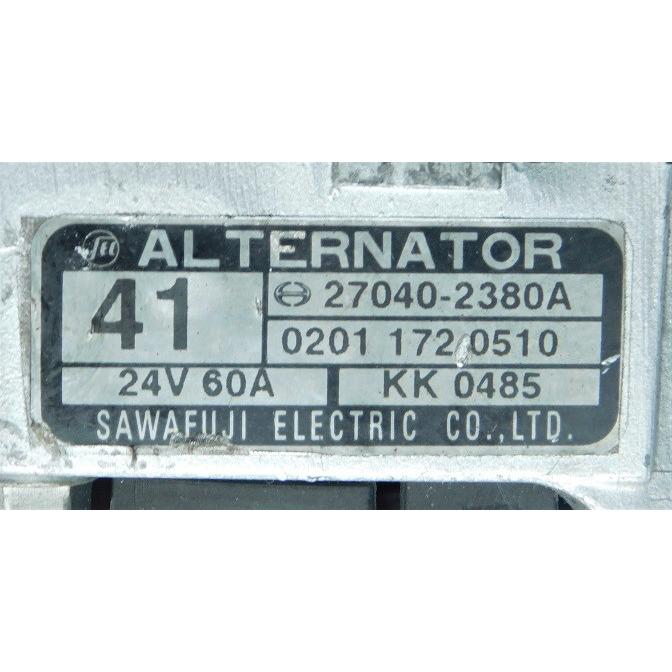 ALTERNATOR
41
27040-2380A
0201 172 0510
24V 60A
KK 0485
SAWAFUJI ELECTRIC CO.,LTD.